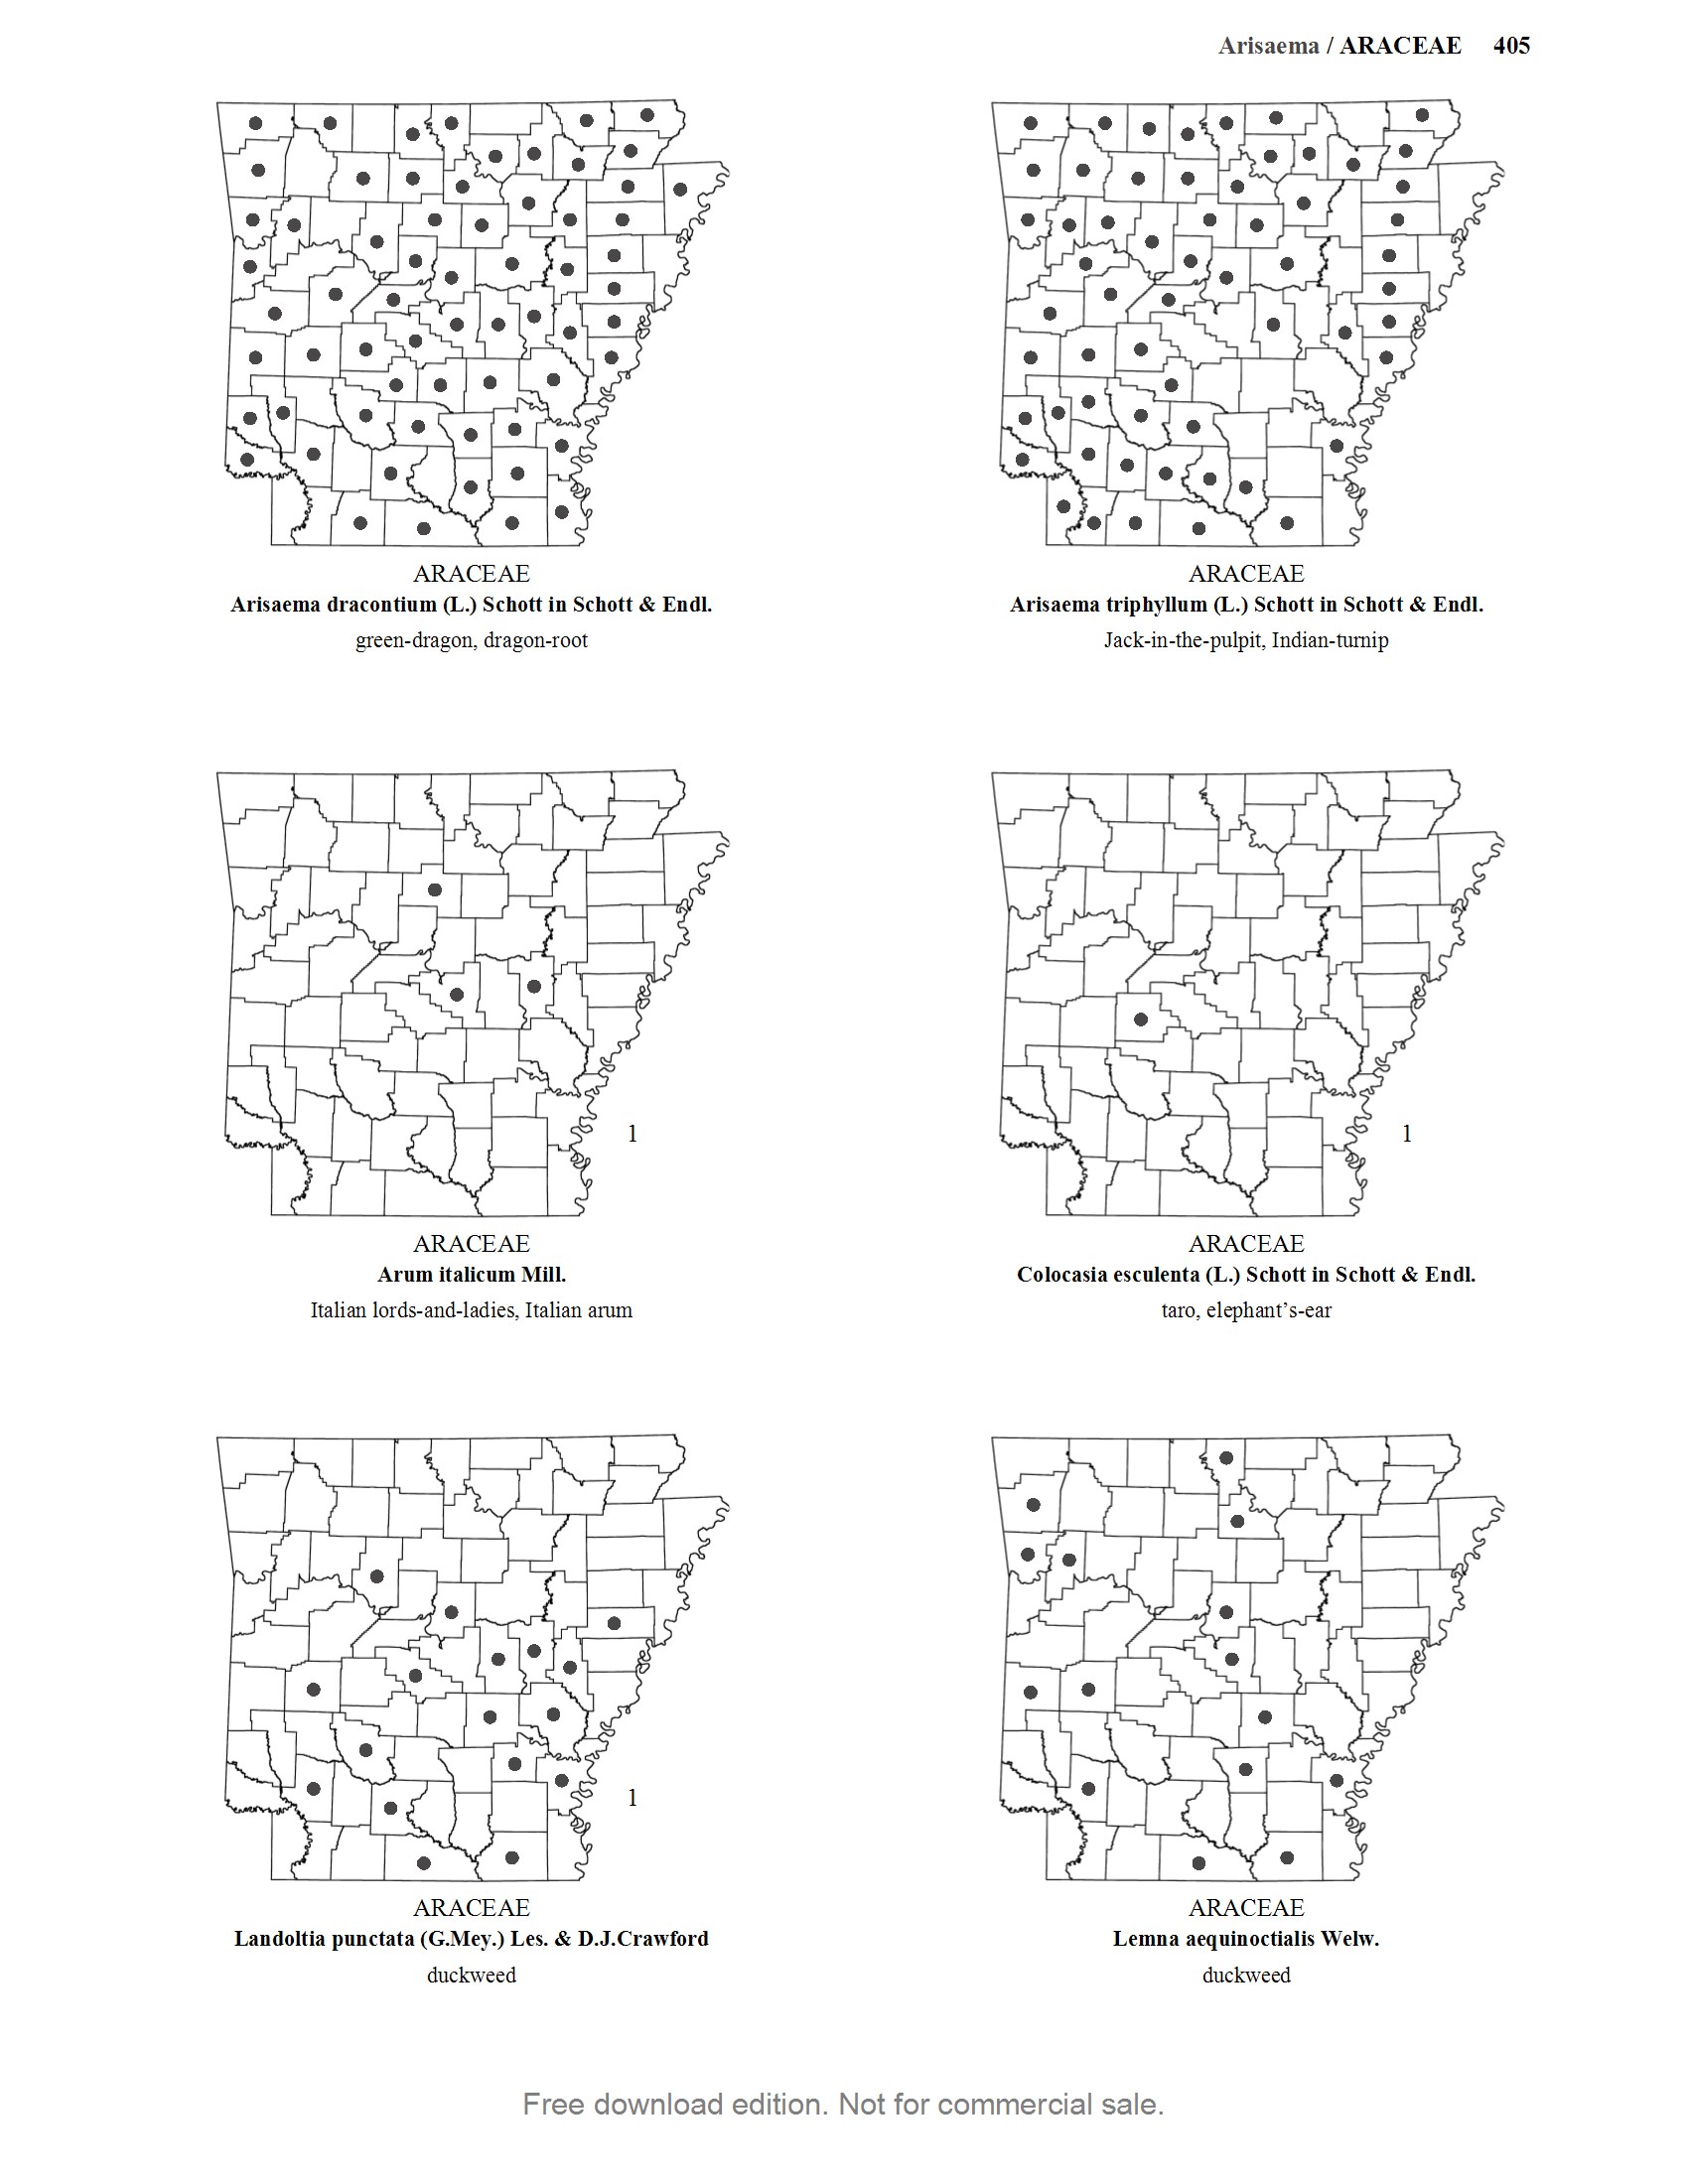 Arisaema / ARACEAE 405
ARACEAE
Arisaema dracontium (L.) Schott in Schott & Endl.
green-dragon, dragon-root
ARACEAE
Arisaema triphyllum (L.) Schott in Schott & Endl.
Jack-in-the-pulpit, Indian-turnip
1
ARACEAE
Arum italicum Mill.
Italian lords-and-ladies, Italian arum
1
ARACEAE
Colocasia esculenta (L.) Schott in Schott & Endl.
taro, elephant’s-ear
1
ARACEAE
Landoltia punctata (G.Mey.) Les. & D.J.Crawford
duckweed
ARACEAE
Lemna aequinoctialis Welw.
duckweed
Free download edition. Not for commercial sale.